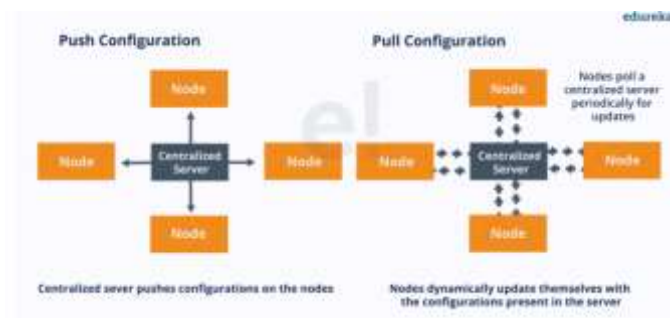 edureka!
Push Configuration
Pull Configuration
Node
Node
Centralized
Server
Node
Node
Centralized sever pushes configurations on the nodes
Node
Nodes poll a
centralized server
periodically for
updates
Node
Centralized
Server
Node
Node
Nodes dynamically update themselves with
the configurations present in the server
e!